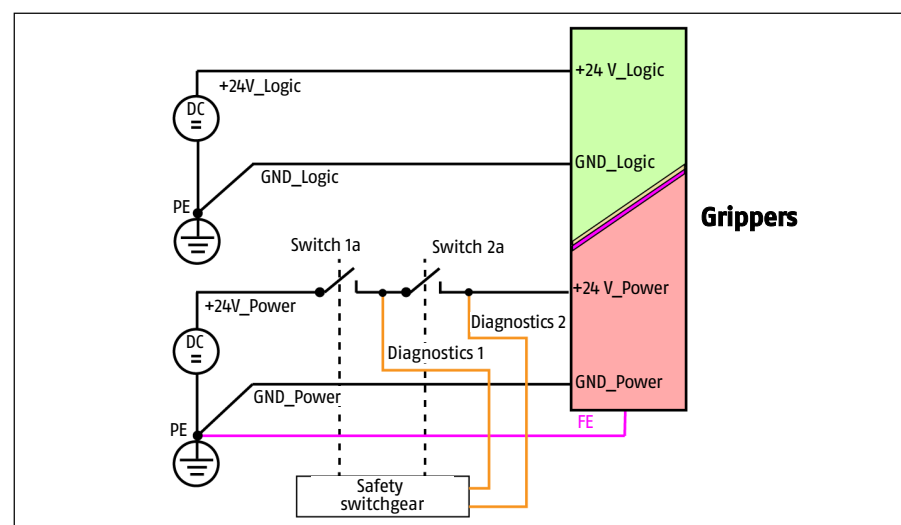 +24 V_Logic
+24V_Logic
DC
=
GND_Logic
GND_Logic
PE
Grippers
Switch 1a
Switch 2a
+24 V_Power
+24V_Power
Diagnostics 2
DC
=
Diagnostics 1
GND_Power
GND_Power
FE
PE
Safety
switchgear